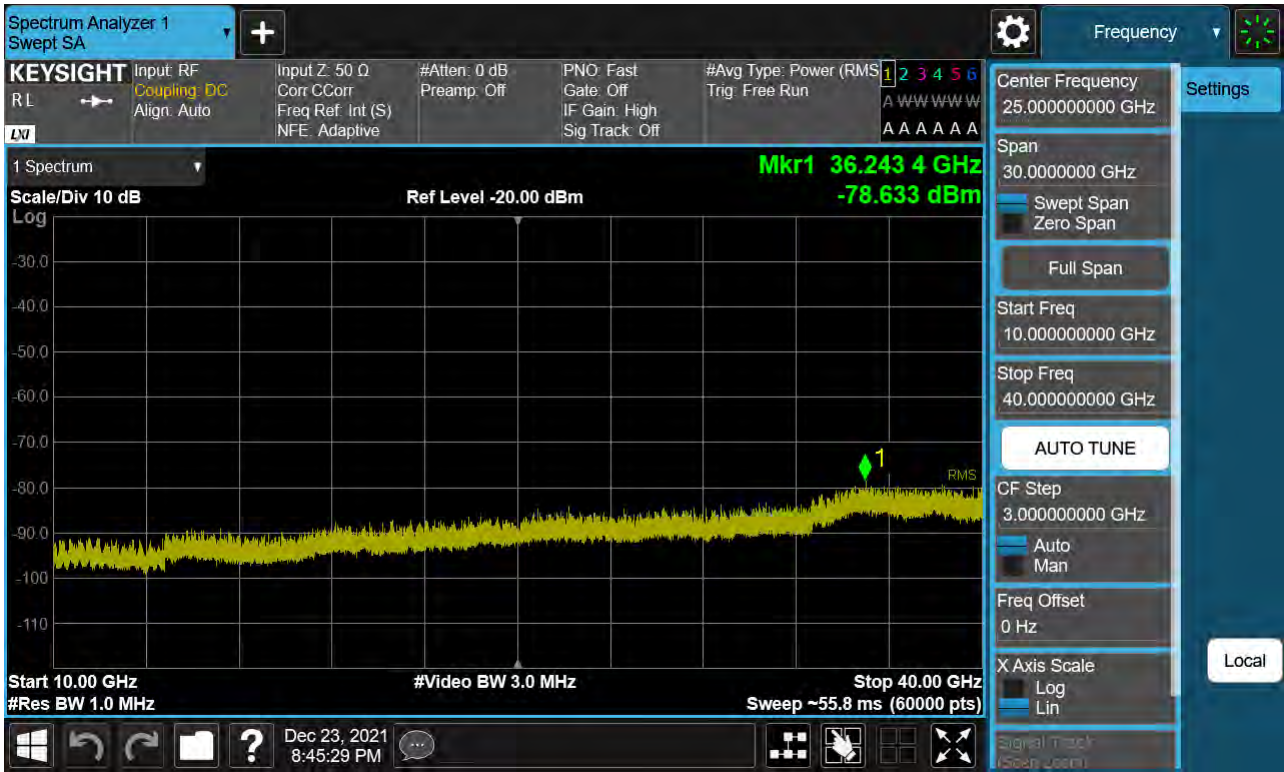 Spectrum Analyzer 1
Swept SA
Frequency
KEYSIGHT
RL
LXI
Input: RF
Coupling: DC
Align: Auto
Input Z: 50 Ω
Corr CCorr
Freq Ref: Int (S)
NFE: Adaptive
#Atten: 0 dB
Preamp: Off
PNO: Fast
Gate: Off
IF Gain: High
Sig Track: Off
#Avg Type: Power (RMS
Trig: Free Run
1 2 3 4 5 6
A W W W W W
A A A A A A
1 Spectrum
Mkr1 36.243 4 GHz
-78.633 dBm
Scale/Div 10 dB
Ref Level -20.00 dBm
Log
-30.0
-40.0
-50.0
-60.0
-70.0
-80.0
-90.0
-100
-110
1
RMS
Start 10.00 GHz
#Video BW 3.0 MHz
Stop 40.00 GHz
#Res BW 1.0 MHz
Sweep ~55.8 ms (60000 pts)
Center Frequency
25.000000000 GHz
Span
30.0000000 GHz
Swept Span
Zero Span
Full Span
Start Freq
10.000000000 GHz
Stop Freq
40.000000000 GHz
AUTO TUNE
CF Step
3.000000000 GHz
Auto
Man
Freq Offset
0 Hz
X Axis Scale
Log
Lin
Signal Track
(Span Zoom)
Settings
Local
?
Dec 23, 2021
8:45:29 PM